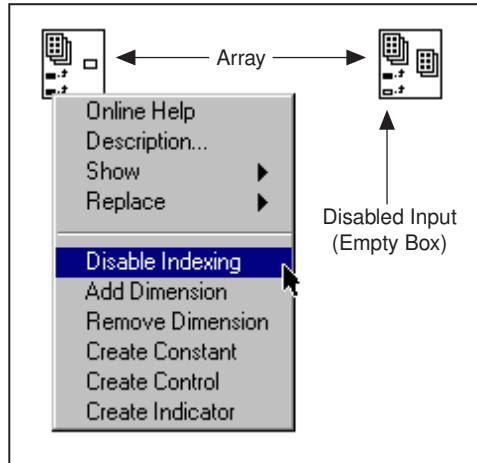 Array
Online Help
Description...
Show
Replace
Disabled Input
(Empty Box)
Disable Indexing
Add Dimension
Remove Dimension
Create Constant
Create Control
Create Indicator